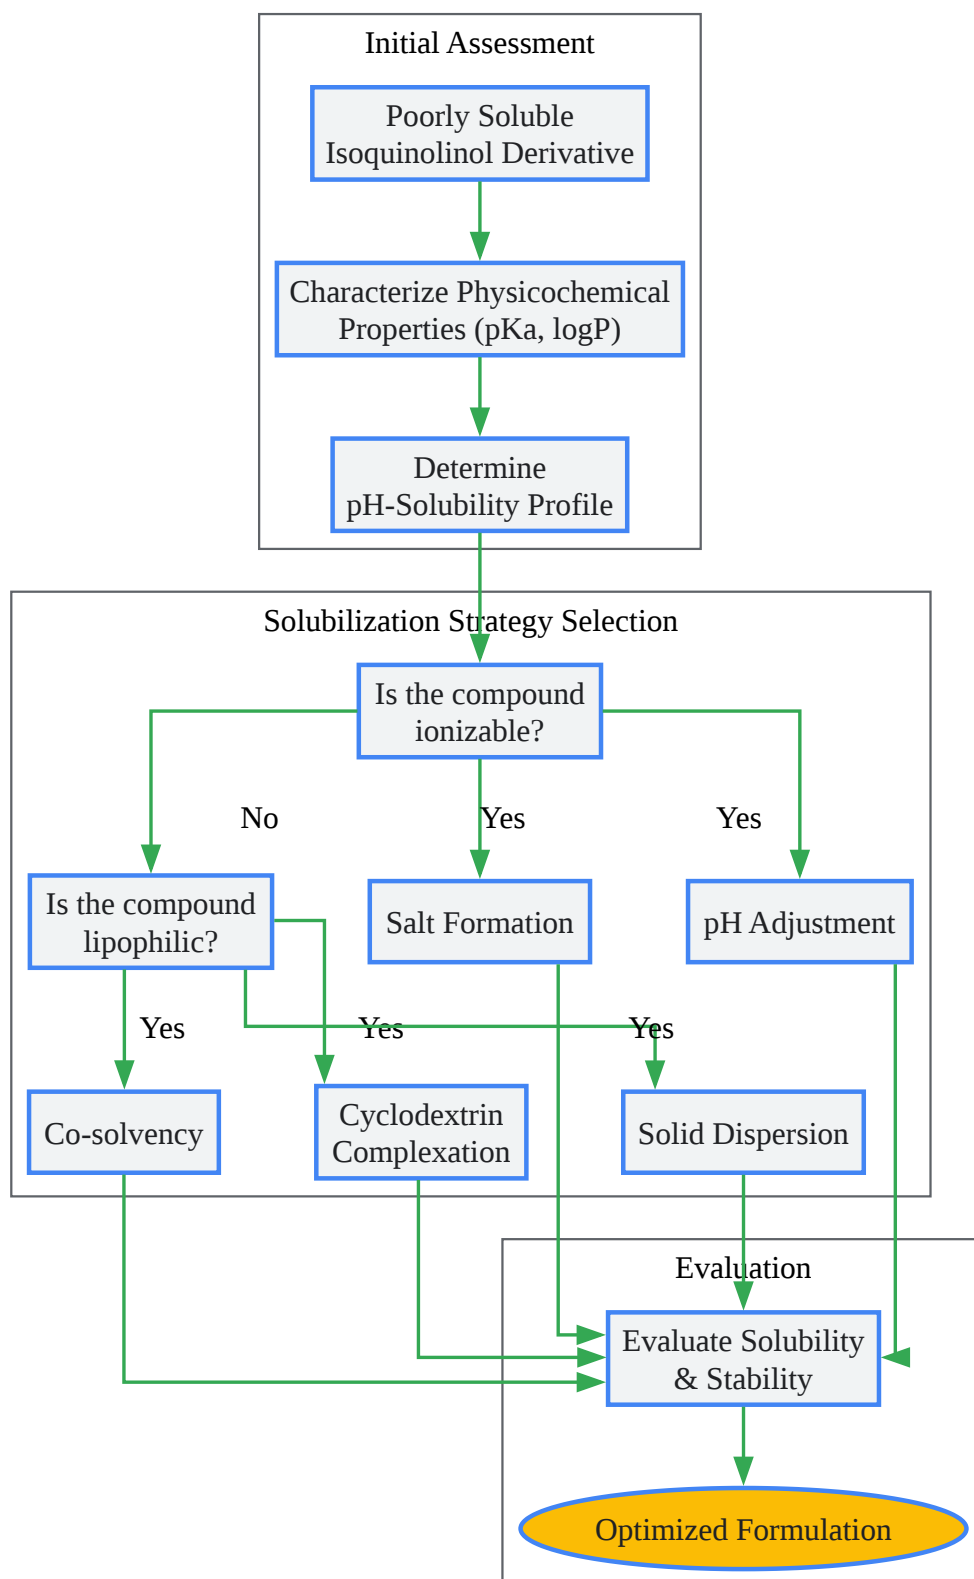 Initial Assessment
Poorly Soluble
Isoquinolinol Derivative
Characterize Physicochemical
Properties (pKa, logP)
Determine
pH-Solubility Profile
Solubilization Strategy Selection
Is the compound
ionizable?
No
Yes
Yes
Is the compound
lipophilic?
Salt Formation
pH Adjustment
Yes
Yes
Yes
Co-solvency
Cyclodextrin
Complexation
Solid Dispersion
Evaluation
Evaluate Solubility
& Stability
Optimized Formulation